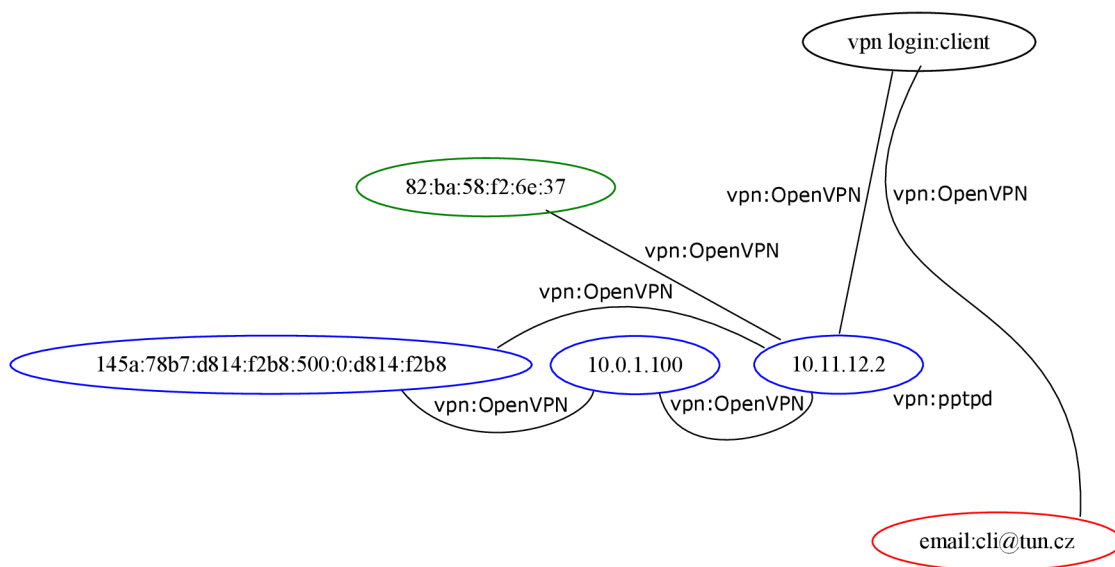 vpn login:client
82:ba:58:f2:6e:37
vpn:OpenVPN
vpn:OpenVPN
vpn:OpenVPN
vpn:OpenVPN
145a:78b7:d814:f2b8:500:0:d814:f2b8
10.0.1.100
10.11.12.2
vpn:OpenVPN
vpn:OpenVPN
vpn:pptpd
email:cli@tun.cz